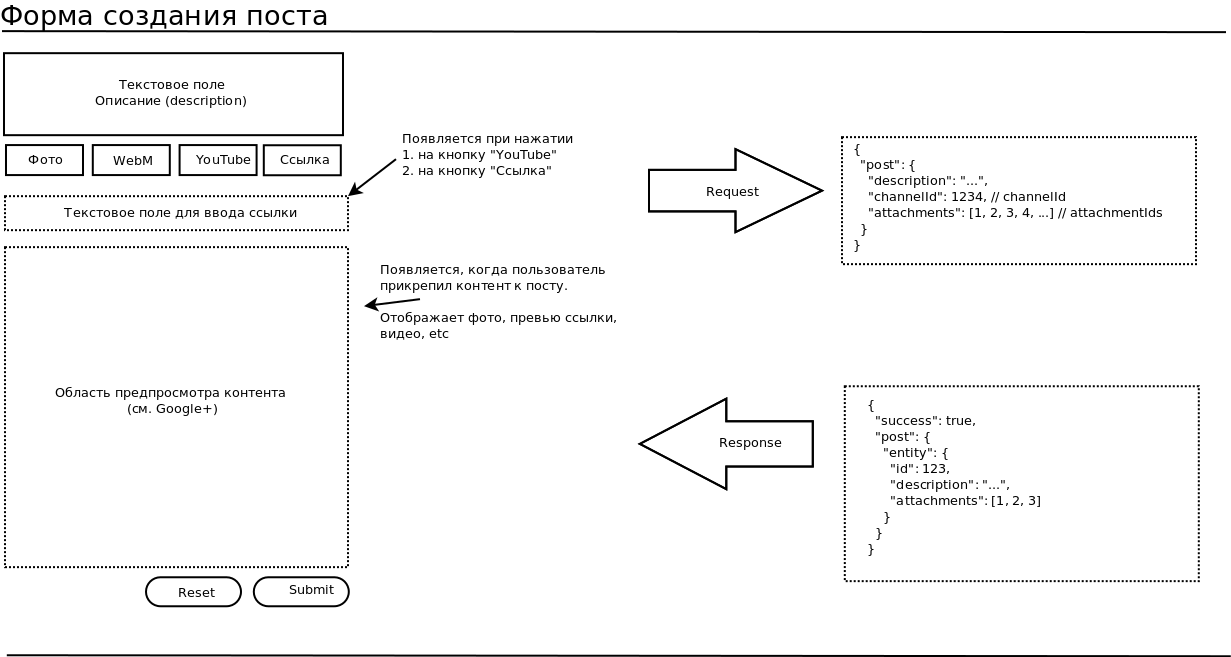 Форма создания поста
Текстовое поле
Описание (description)
Фото
WebM
YouTube
Ссылка
Появляется при нажатии
1. на кнопку "YouTube"
2. на кнопку "Ссылка"
Текстовое поле для ввода ссылки
Появляется, когда пользователь
прикрепил контент к посту.
Отображает фото, превью ссылки,
видео, etc
Область предпросмотра контента
(см. Google+)
Reset
Submit
Request
{
"post": {
"description": "...",
"channelId": 1234, // channelId
"attachments": [1, 2, 3, 4, ...] // attachmentIds
}
}
Response
{
"success": true,
"post": {
"entity": {
"id": 123,
"description": "...",
"attachments": [1, 2, 3]
}
}
}